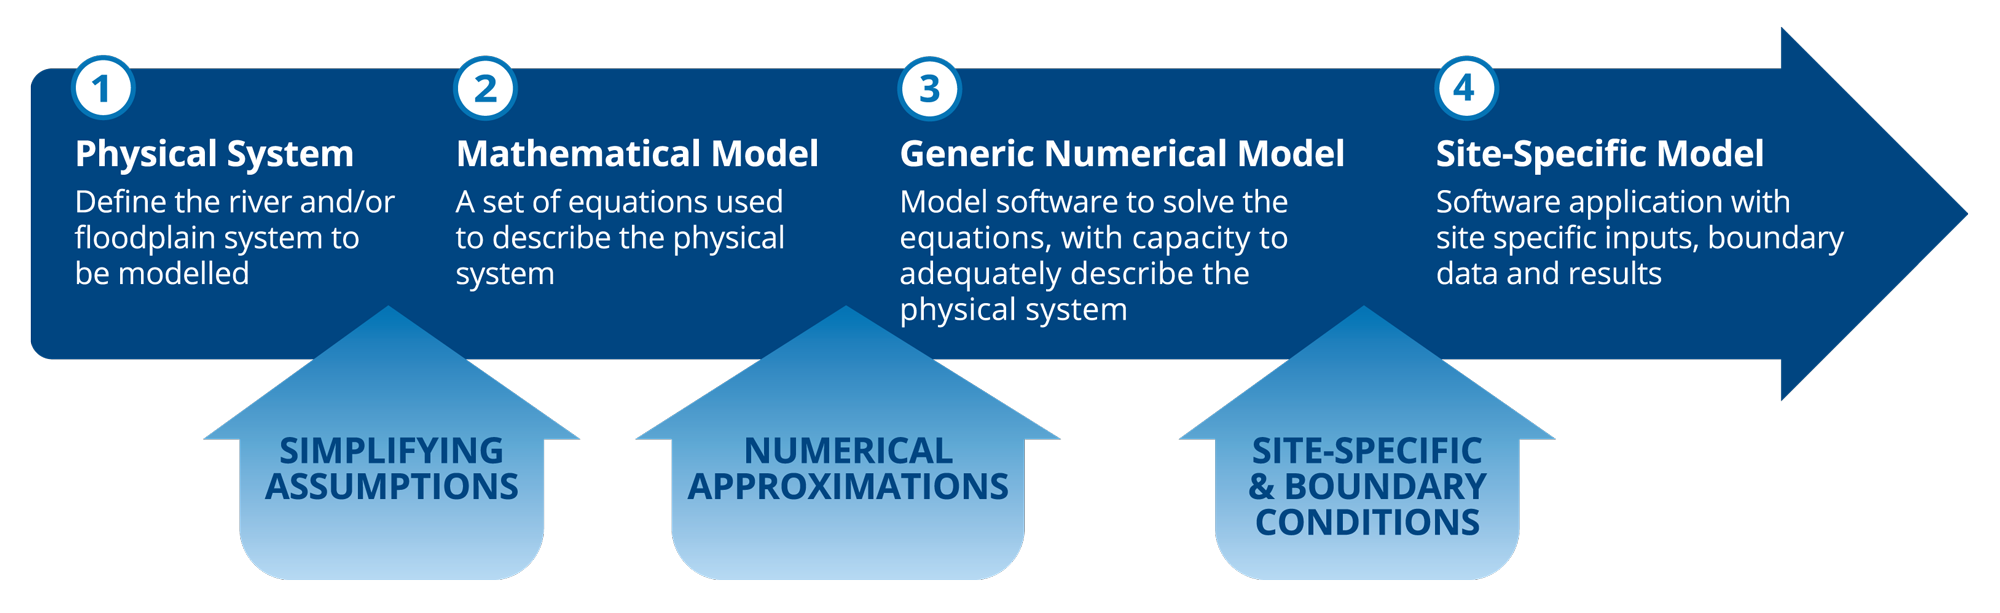 1
Physical System
Define the river and/or
floodplain system to
be modelled
2
Mathematical Model
A set of equations used
to describe the physical
system
3
Generic Numerical Model
Model software to solve the
equations, with capacity to
adequately describe the
physical system
4
Site-Specific Model
Software application with
site specific inputs, boundary
data and results
SIMPLIFYING
ASSUMPTIONS
NUMERICAL
APPROXIMATIONS
SITE-SPECIFIC
& BOUNDARY
CONDITIONS